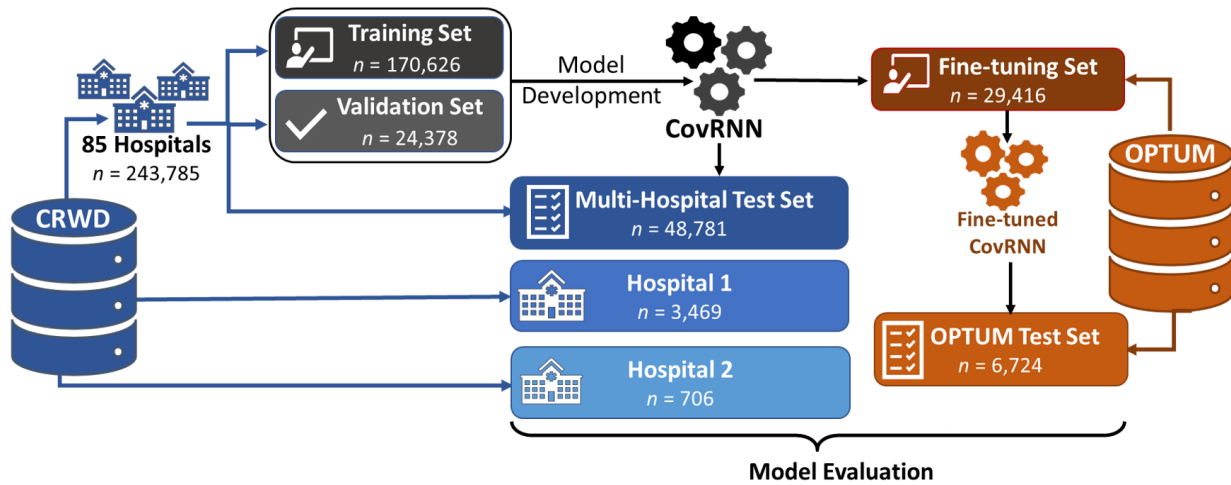 Training Set
n = 170,626
Validation Set
n = 24,378
85 Hospitals
n = 243,785
CRWD
Model
Development
CovRNN
Multi-Hospital Test Set
n = 48,781
Hospital 1
n = 3,469
Hospital 2
n = 706
Fine-tuning Set
n = 29,416
Fine-tuned
CovRNN
OPTUM
OPTUM Test Set
n = 6,724
Model Evaluation